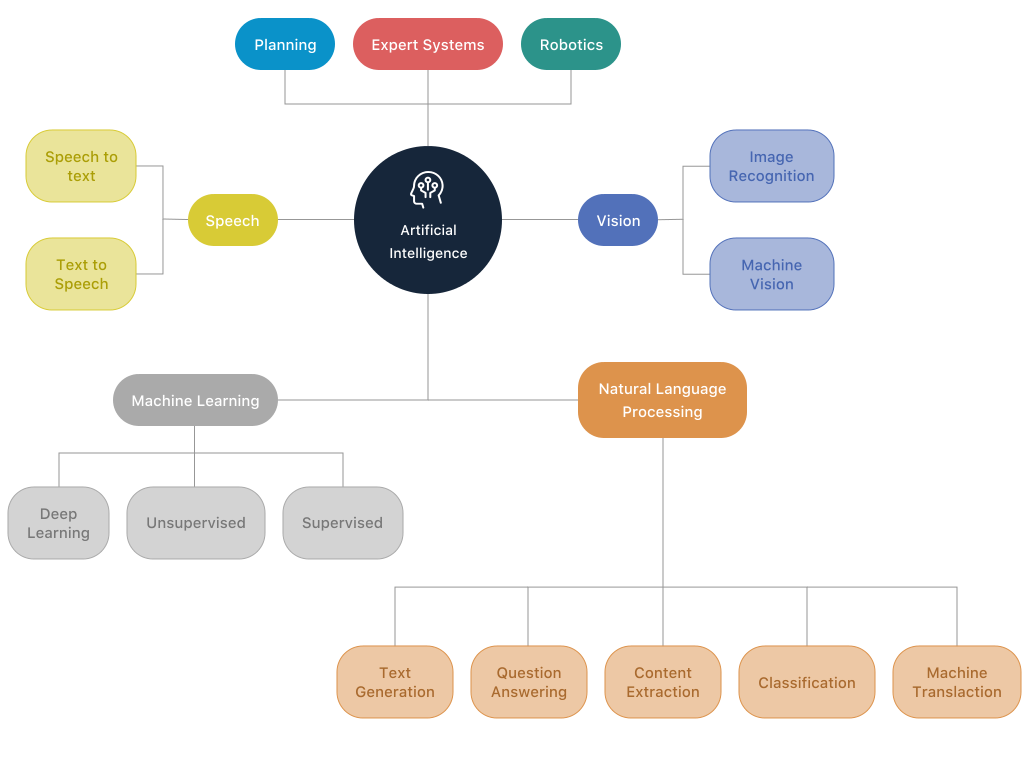 Planning
Expert Systems
Robotics
Speech to
text
Image
Recognition
Speech
Artificial
Intelligence
Vision
Text to
Speech
Machine
Vision
Machine Learning
Natural Language
Processing
Deep
Learning
Unsupervised
Supervised
Text
Generation
Question
Answering
Content
Extraction
Classification
Machine
Translaction